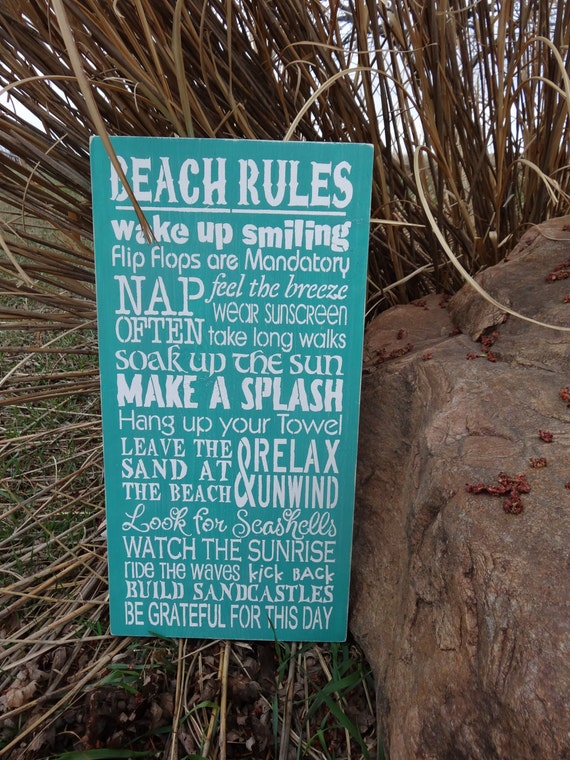 BEACH RULES
wake up smiling
flip flops are Mandatory
NAP OFTEN
feel the breeze
wear sunscreen
take long walks
soak up the sun
MAKE A SPLASH
Hang up your Towel
LEAVE THE
SAND AT
THE BEACH
RELAX
& UNWIND
Look for Seashells
WATCH THE SUNRISE
ride the waves kick back
BUILD SANDCASTLES
BE GRATEFUL FOR THIS DAY